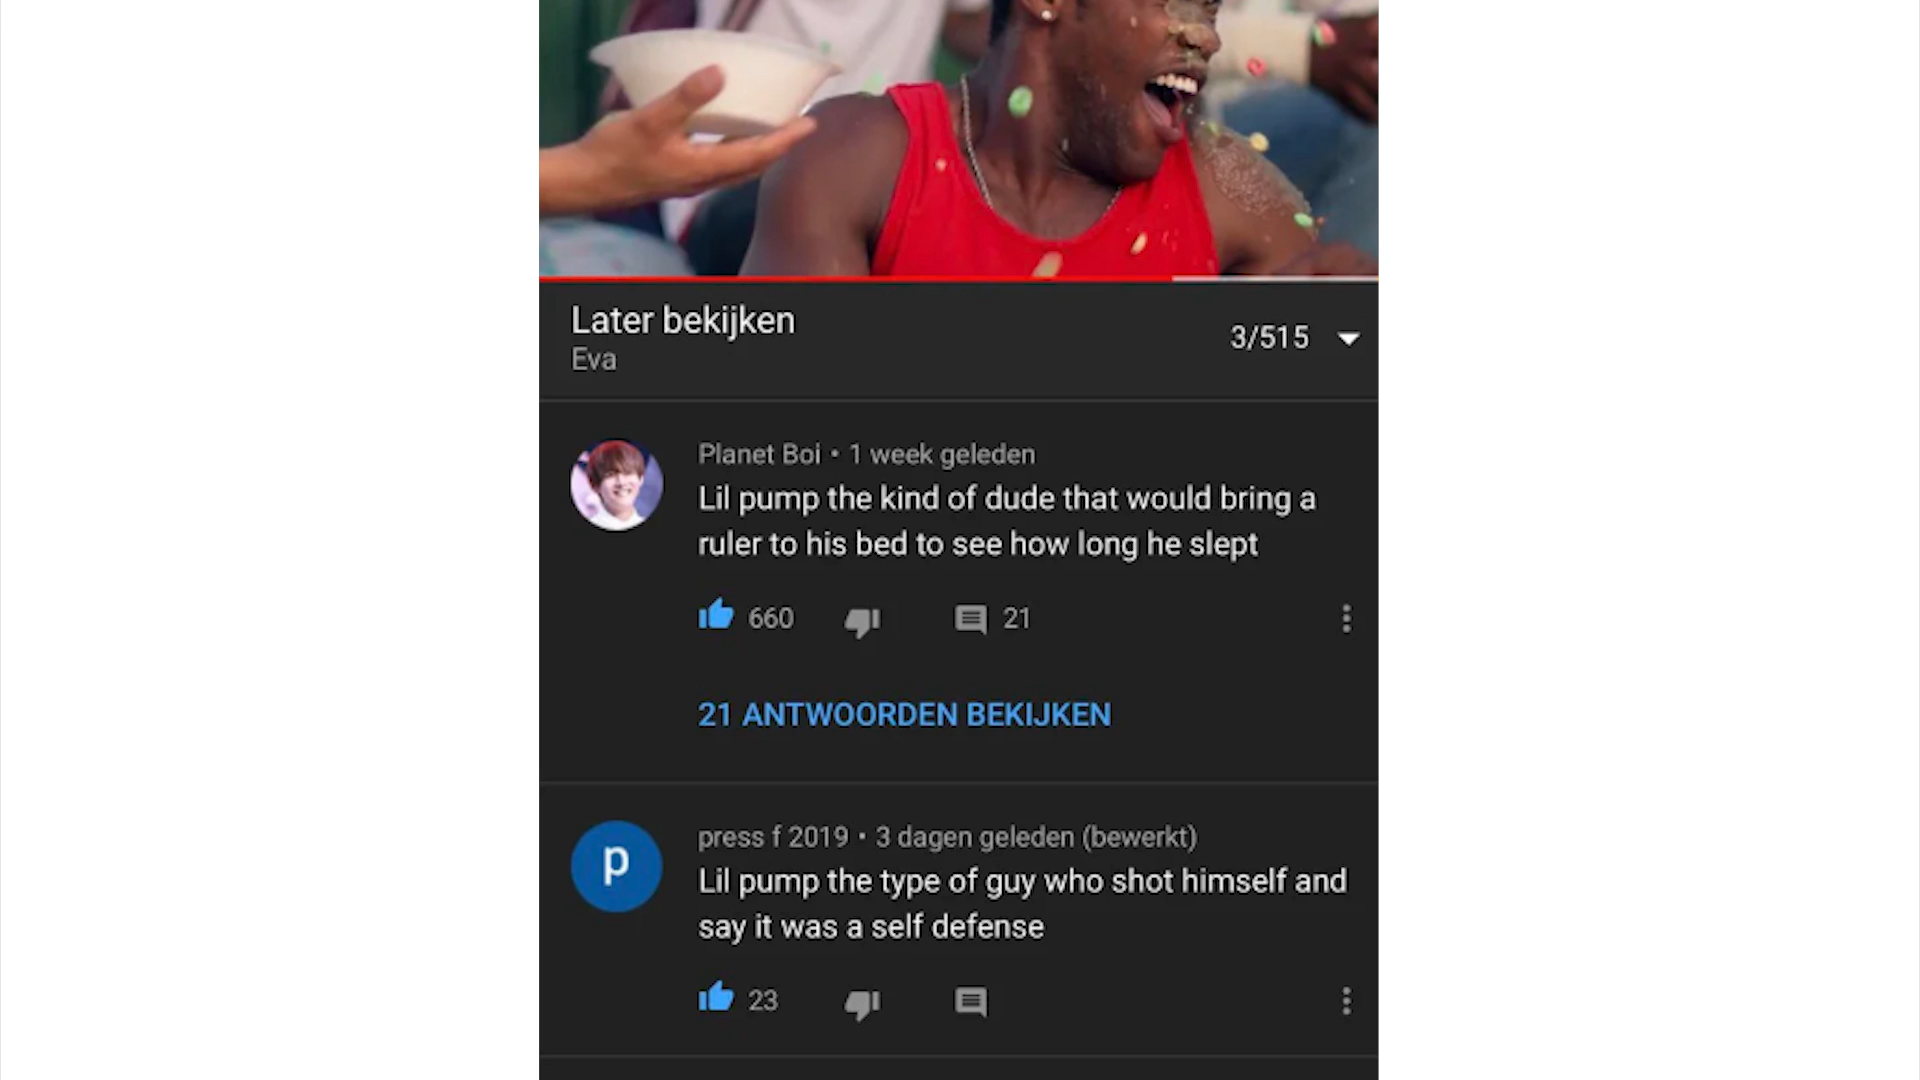 Later bekijken
Eva
3/515
Planet Boi • 1 week geleden
Lil pump the kind of dude that would bring a
ruler to his bed to see how long he slept
660
21
21 ANTWOORDEN BEKIJKEN
p
press f 2019 • 3 dagen geleden (bewerkt)
Lil pump the type of guy who shot himself and
say it was a self defense
23